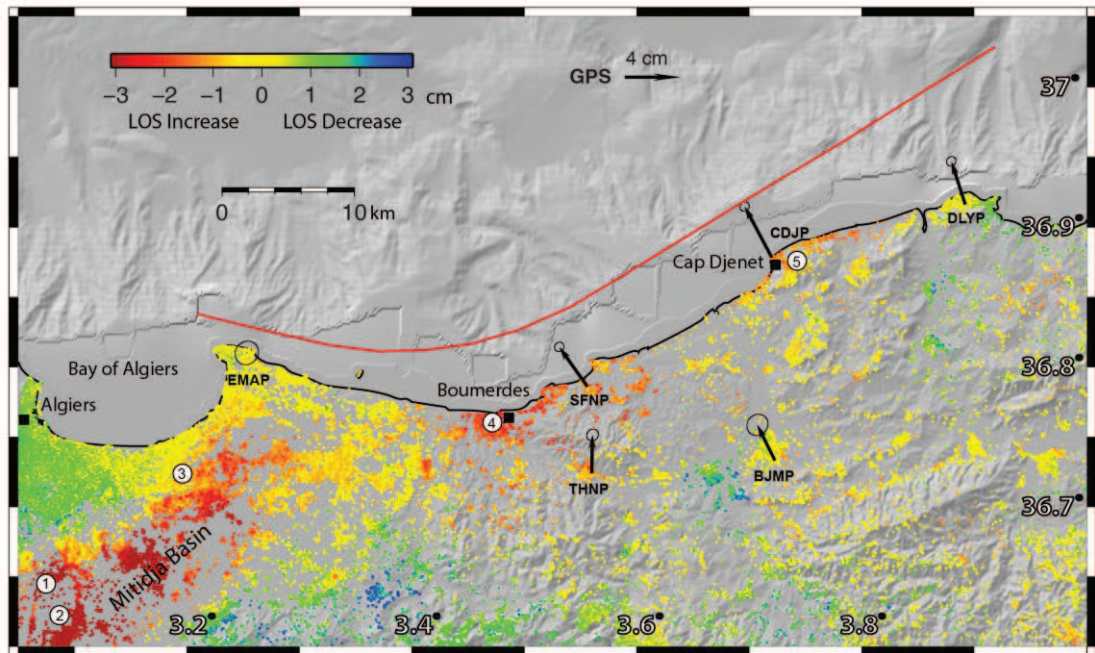 4 cm
GPS
37°
−3 −2 −1 0 1 2 3 cm
LOS Increase LOS Decrease
0 10 km
DLYP
36.9°
CDJP
Cap Djenet
5
Bay of Algiers
EMAP
36.8°
Boumerdes
SFNP
Algiers
4
3
THNP
BJMP
36.7°
Mitidja Basin
1
2
3.2° 3.4° 3.6° 3.8°